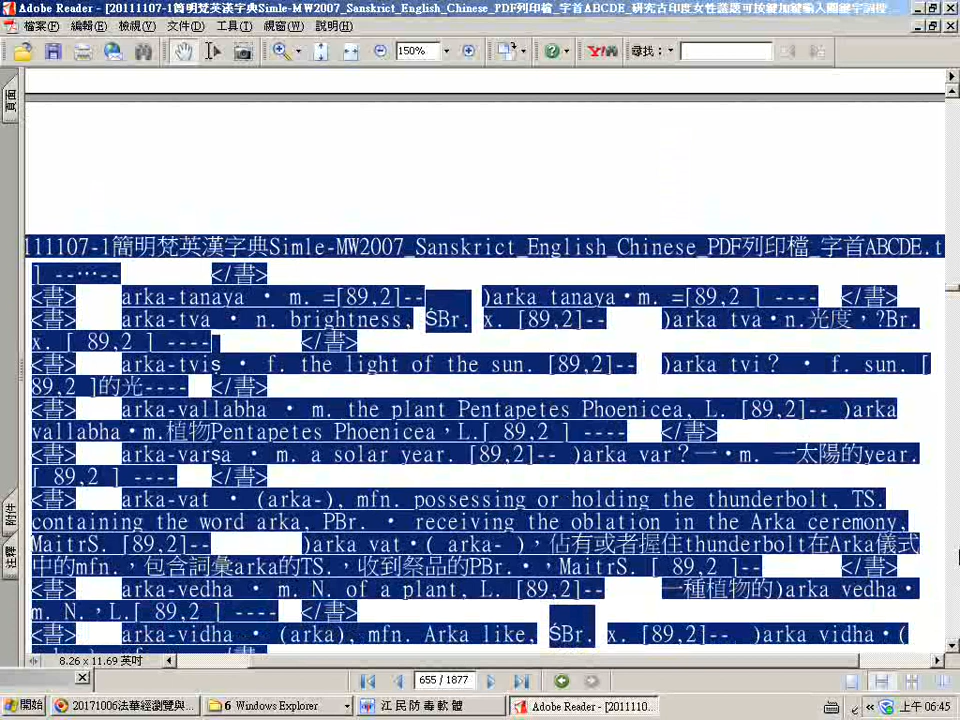 Adobe Reader - [20111107-1簡明梵英漢字典Simle-MW2007_Sanskrict_English_Chinese_PDF列印檔_字首ABCDE_研究古印度女性議題可按鍵加鍵輸入關鍵字詞搜
檔案(F) 編輯(E) 檢視(V) 文件(D) 工具(T) 視窗(W) 說明(H)
150% Y! 尋找:
頁面
111107-1簡明梵英漢字典Simle-MW2007_Sanskrict_English_Chinese_PDF列印檔_字首ABCDE.t
] --…-- </書>
<書> arka-tanaya · m. =[89,2]-- )arka tanaya·m. =[89,2 ] ---- </書>
<書> arka-tva · n. brightness, ŚBr. x. [89,2]-- )arka tva·n.光度，?Br.
x. [ 89,2 ] ---- </書>
<書> arka-tviṣ · f. the light of the sun. [89,2]-- )arka tvi？ · f. sun. [
89,2 ]的光---- </書>
<書> arka-vallabha · m. the plant Pentapetes Phoenicea, L. [89,2]-- )arka
vallabha·m.植物Pentapetes Phoenicea，L.[ 89,2 ] ---- </書>
<書> arka-varṣa · m. a solar year. [89,2]-- )arka var？一·m. 一太陽的year.
[ 89,2 ] ---- </書>
<書> arka-vat · (arka-), mfn. possessing or holding the thunderbolt, TS.
containing the word arka, PBr. · receiving the oblation in the Arka ceremony,
MaitrS. [89,2]-- )arka vat·( arka- )，佔有或者握住thunderbolt在Arka儀式
中的mfn.，包含詞彙arka的TS.，收到祭品的PBr.·，MaitrS.[ 89,2 ] -- </書>
<書> arka-vedha · m. N. of a plant, L. [89,2]-- 一種植物的)arka vedha·
m. N.，L.[ 89,2 ] ---- </書>
<書> arka-vidha · (arka), mfn. Arka like, ŚBr. x. [89,2]-- )arka vidha·(
附件
注釋
8.26 x 11.69 英吋
655 / 1877
開始 20171006法華經瀏覽與... 6 Windows Explorer 江民防毒軟體 Adobe Reader - [2011110... 上午 06:45